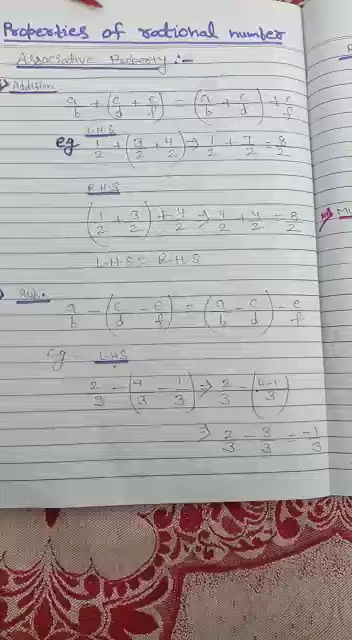 Properties of rational number
Associative Property :-
Addition
a/b + (c/d + e/f) = (a/b + c/d) + e/f
eg L.H.S
1/2 + (3/2 + 4/2) → 1/2 + 7/2 = 8/2
R.H.S
(1/2 + 3/2) + 4/2 → 4/2 + 4/2 = 8/2
L.H.S = R.H.S
Sub.
a/b - (c/d - e/f) = (a/b - c/d) - e/f
eg - L.H.S
2/3 - (4/3 - 1/3) ⇒ 2/3 - (4-1/3)
⇒ 2/3 - 3/3 = -1/3